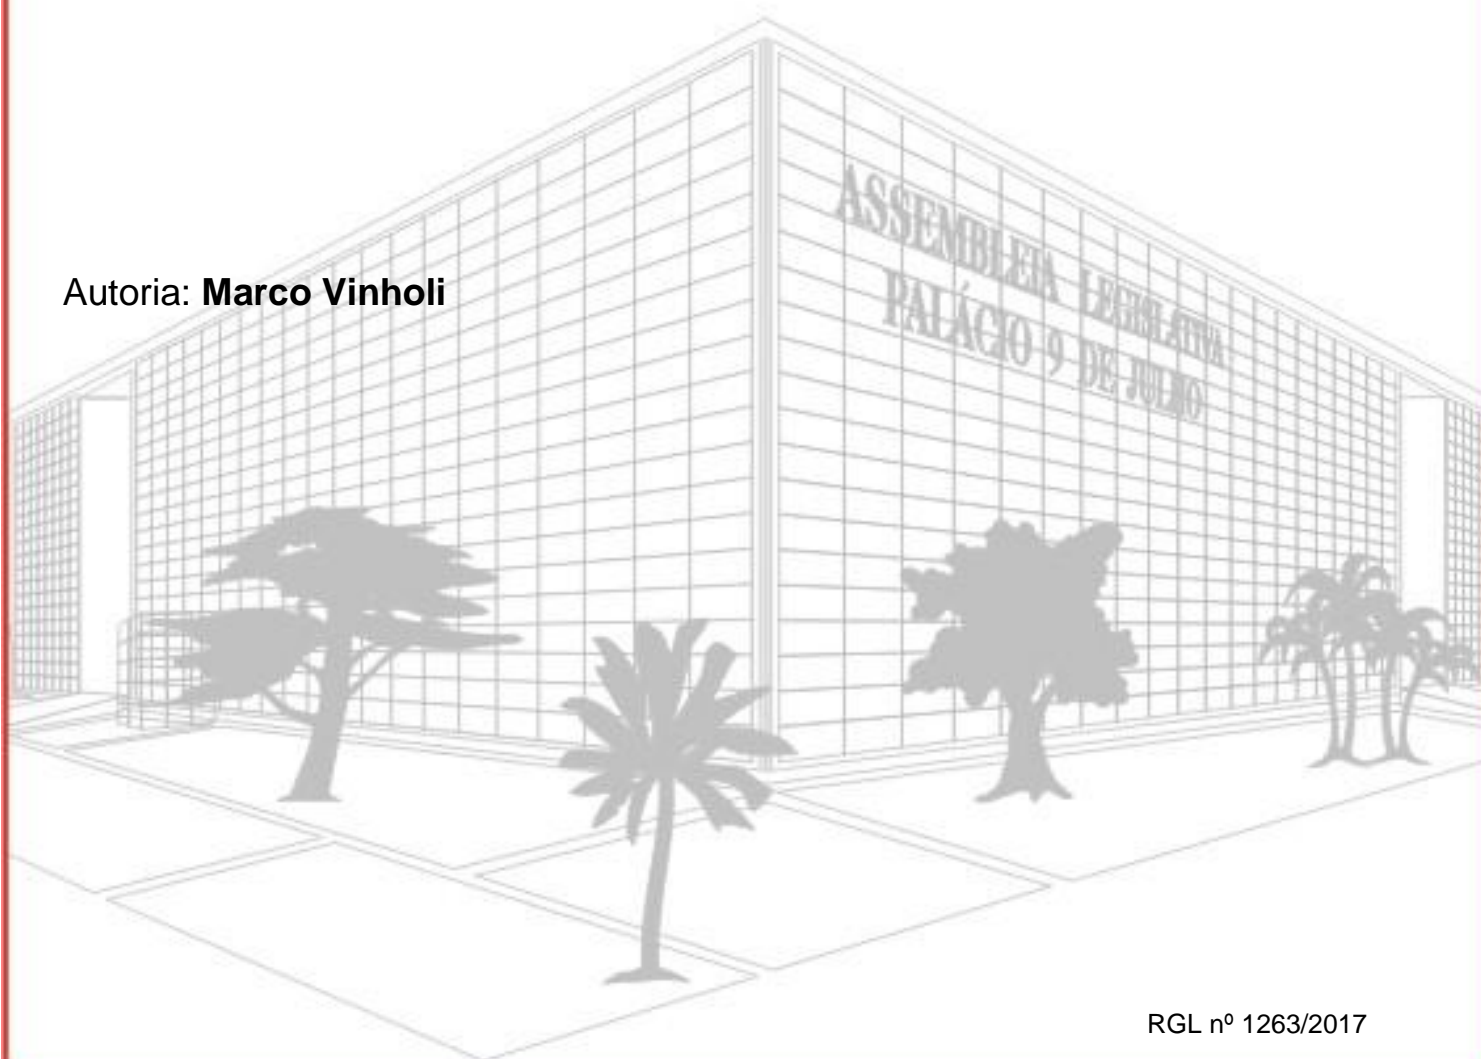 ASSEMBLEIA LEGISLATIVA
PALÁCIO 9 DE JULHO
Autoria: Marco Vinholi
RGL nº 1263/2017